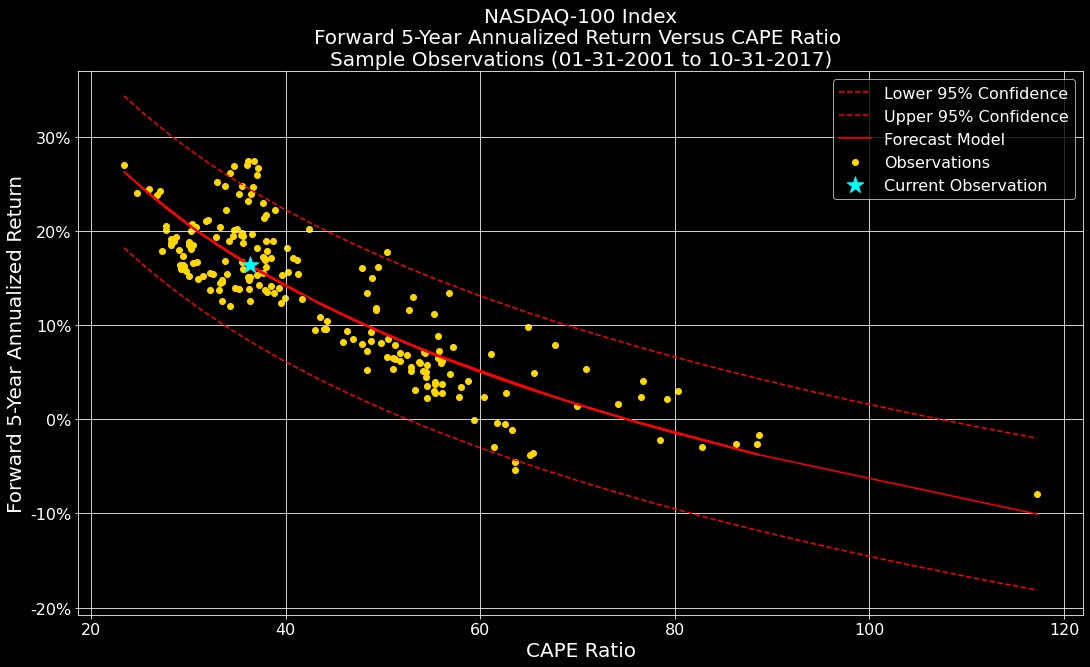 NASDAQ-100 Index
Forward 5-Year Annualized Return Versus CAPE Ratio
Sample Observations (01-31-2001 to 10-31-2017)
Lower 95% Confidence
Upper 95% Confidence
Forecast Model
Observations
Current Observation
Forward 5-Year Annualized Return
30%
20%
10%
0%
-10%
-20%
20 40 60 80 100 120
CAPE Ratio